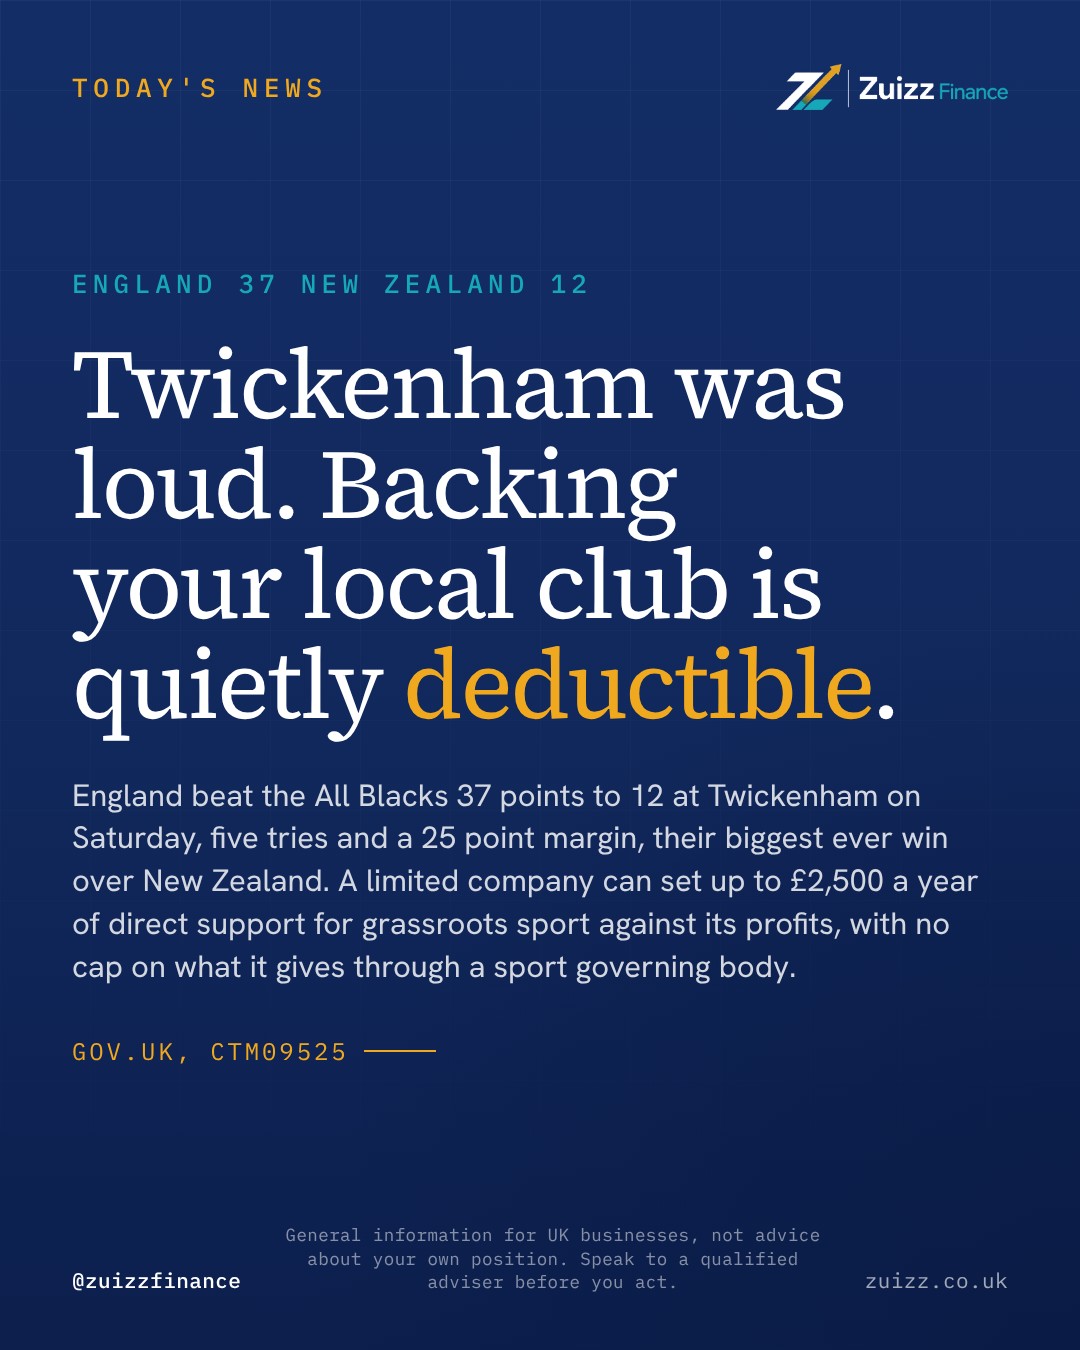 TODAY'S NEWS
Zuizz Finance
ENGLAND 37 NEW ZEALAND 12
Twickenham was
loud. Backing
your local club is
quietly deductible.
England beat the All Blacks 37 points to 12 at Twickenham on
Saturday, five tries and a 25 point margin, their biggest ever win
over New Zealand. A limited company can set up to £2,500 a year
of direct support for grassroots sport against its profits, with no
cap on what it gives through a sport governing body.
GOV.UK, CTM09525
General information for UK businesses, not advice
about your own position. Speak to a qualified
adviser before you act.
@zuizzfinance
zuizz.co.uk